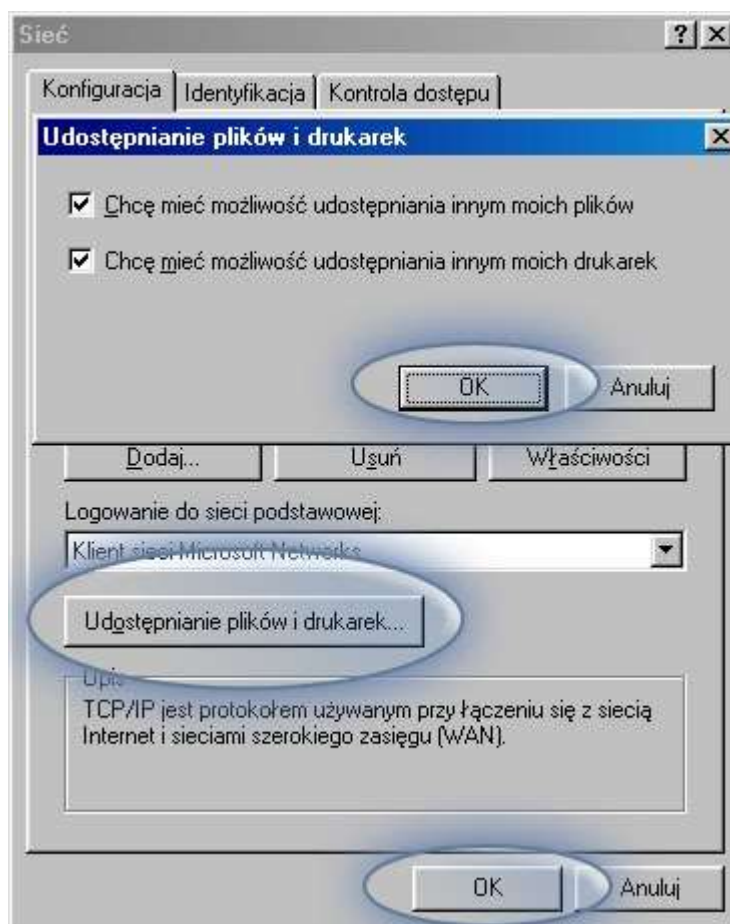 Sieć
Konfiguracja Identyfikacja Kontrola dostępu
Udostępnianie plików i drukarek
Chcę mieć możliwość udostępniania innym moich plików
Chcę mieć możliwość udostępniania innym moich drukarek
OK Anuluj
Dodaj... Usuń Właściwości
Logowanie do sieci podstawowej:
Klient sieci Microsoft Networks
Udostępnianie plików i drukarek...
Opis
TCP/IP jest protokołem używanym przy łączeniu się z siecią
Internet i sieciami szerokiego zasięgu (WAN).
OK Anuluj